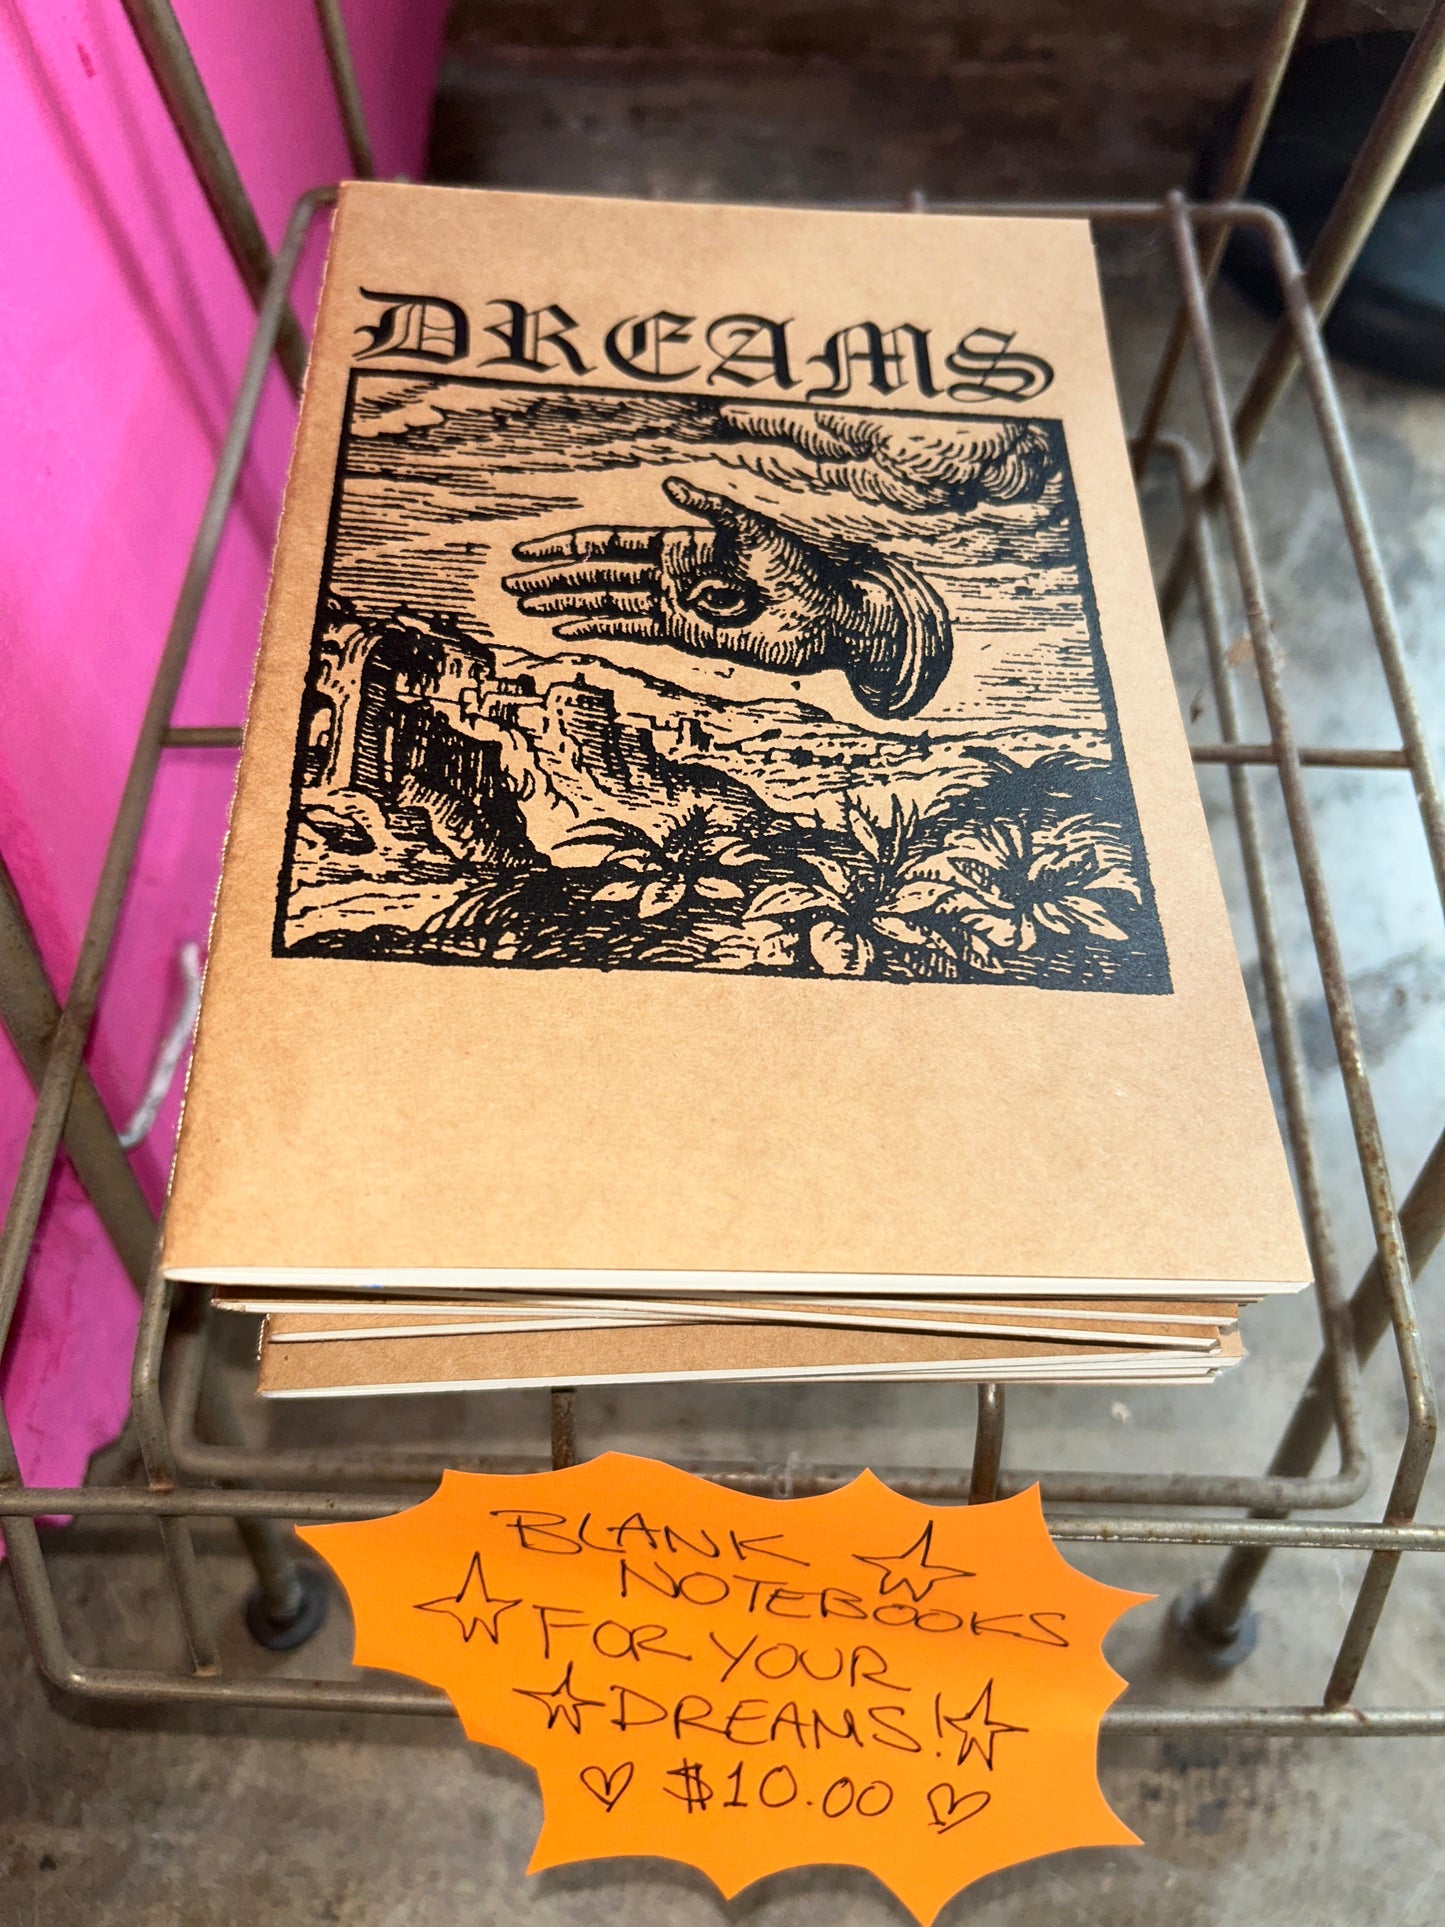 DREAMS
BLANK
NOTEBOOKS
FOR YOUR
DREAMS!
$10.00